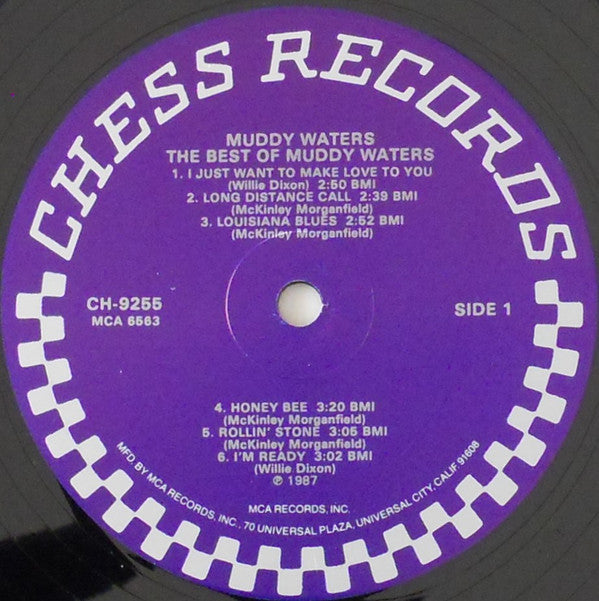 CHESS RECORDS
MUDDY WATERS
THE BEST OF MUDDY WATERS
1. I JUST WANT TO MAKE LOVE TO YOU
(Willie Dixon) 2:50 BMI
2. LONG DISTANCE CALL 2:39 BMI
(McKinley Morganfield)
3. LOUISIANA BLUES 2:52 BMI
(McKinley Morganfield)
CH-9255
MCA 6563
SIDE 1
4. HONEY BEE 3:20 BMI
(McKinley Morganfield)
5. ROLLIN' STONE 3:05 BMI
(McKinley Morganfield)
6. I'M READY 3:02 BMI
(Willie Dixon)
℗ 1987
MCA RECORDS, INC.
MFD. BY MCA RECORDS, INC., 70 UNIVERSAL PLAZA, UNIVERSAL CITY, CALIF. 91608